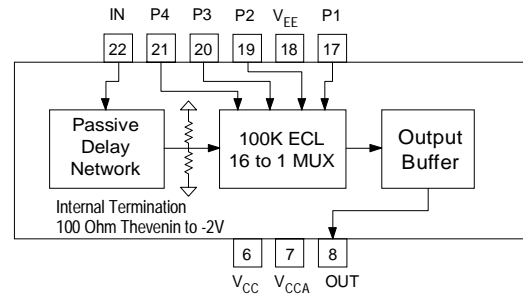 IN P4 P3 P2 VEE P1
22 21 20 19 18 17
Passive
Delay
Network
100K ECL
16 to 1 MUX
Output
Buffer
Internal Termination
100 Ohm Thevenin to -2V
6 7 8
VCC VCCA OUT